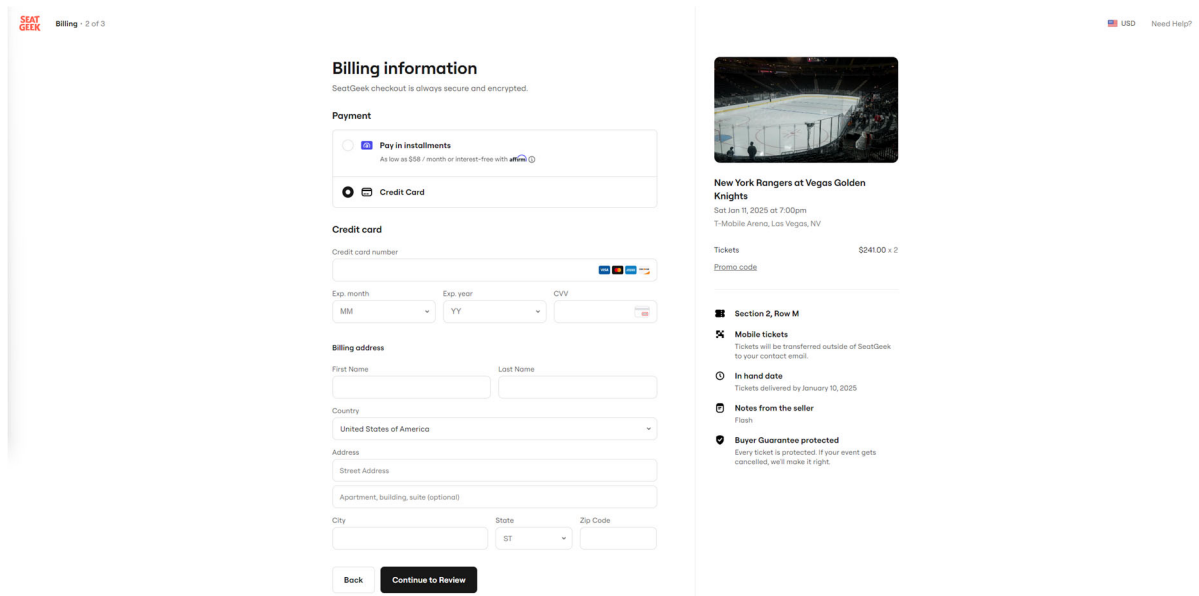 SEAT
GEEK
Billing • 2 of 3
USD
Need Help?
Billing information
SeatGeek checkout is always secure and encrypted.
Payment
Pay in installments
As low as $58 / month or interest-free with affirm
Credit Card
Credit card
Credit card number
VISA
Exp. month
Exp. year
CVV
MM
YY
Billing address
First Name
Last Name
Country
United States of America
Address
Street Address
Apartment, building, suite (optional)
City
State
Zip Code
ST
Back
Continue to Review
New York Rangers at Vegas Golden
Knights
Sat Jan 11, 2025 at 7:00pm
T-Mobile Arena, Las Vegas, NV
Tickets
$241.00 x 2
Promo code
Section 2, Row M
Mobile tickets
Tickets will be transferred outside of SeatGeek
to your contact email.
In hand date
Tickets delivered by January 10, 2025
Notes from the seller
Flash
Buyer Guarantee protected
Every ticket is protected. If your event gets
cancelled, we'll make it right.